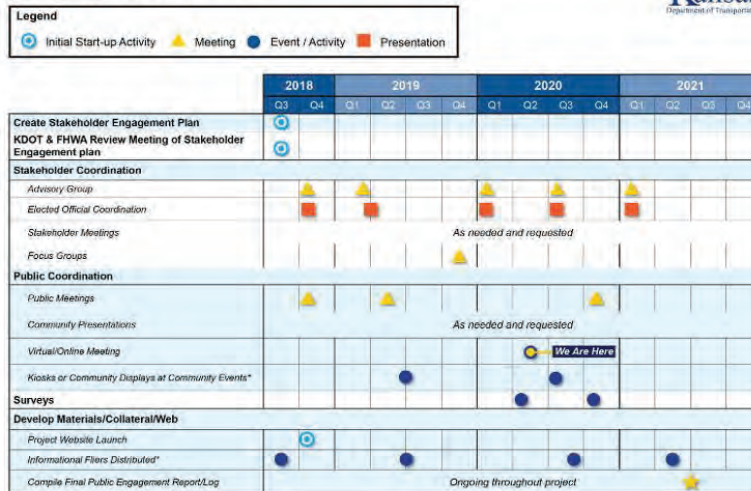 Kansas
Department of Transportation
Legend
Initial Start-up Activity Meeting Event / Activity Presentation
2018 2019 2020 2021
Q3 Q4 Q1 Q2 Q3 Q4 Q1 Q2 Q3 Q4 Q1 Q2 Q3 Q4
Create Stakeholder Engagement Plan
KDOT & FHWA Review Meeting of Stakeholder
Engagement plan
Stakeholder Coordination
Advisory Group
Elected Official Coordination
Stakeholder Meetings As needed and requested
Focus Groups
Public Coordination
Public Meetings
Community Presentations As needed and requested
Virtual/Online Meeting We Are Here
Kiosks or Community Displays at Community Events*
Surveys
Develop Materials/Collateral/Web
Project Website Launch
Informational Fliers Distributed*
Compile Final Public Engagement Report/Log Ongoing throughout project